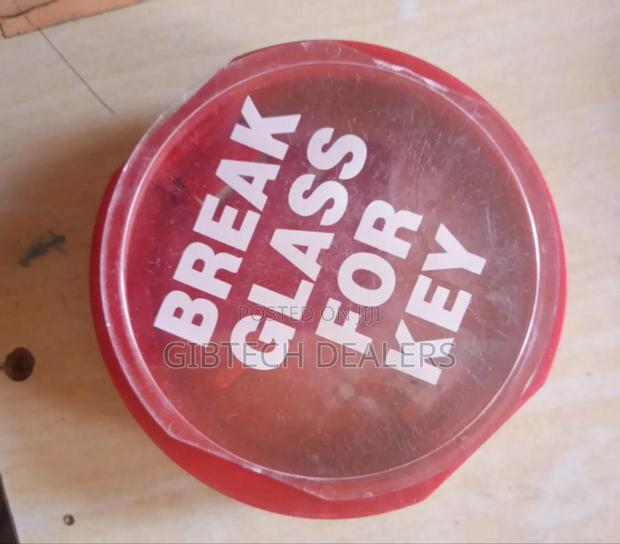 BREAK
GLASS
FOR
KEY
POSTED ON JIJI
GIBTECH DEALERS